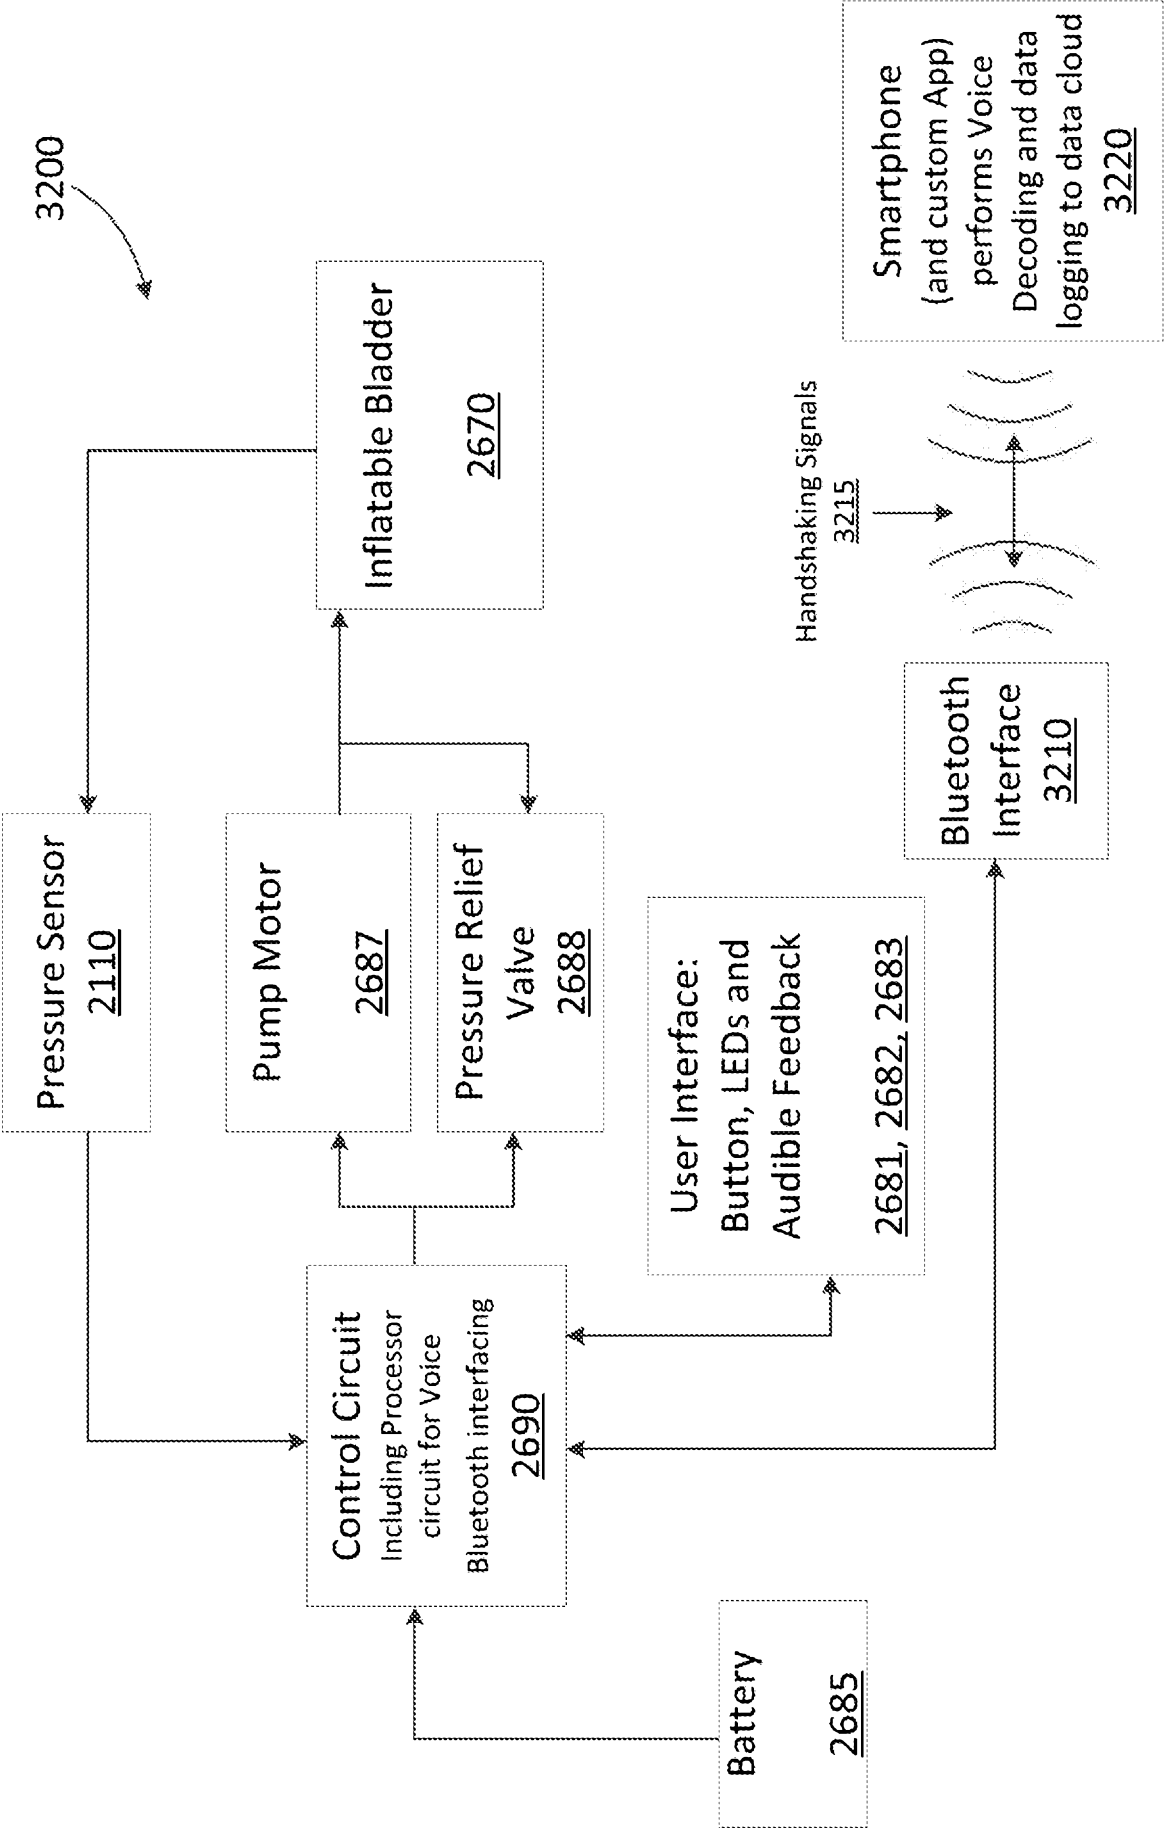 3200
Pressure Sensor
2110
Pump Motor
2687
Pressure Relief
Valve
2688
Inflatable Bladder
2670
Control Circuit
Including Processor
circuit for Voice
Bluetooth interfacing
2690
User Interface:
Button, LEDs and
Audible Feedback
2681, 2682, 2683
Battery
2685
Bluetooth
Interface
3210
Handshaking Signals
3215
Smartphone
(and custom App)
performs Voice
Decoding and data
logging to data cloud
3220